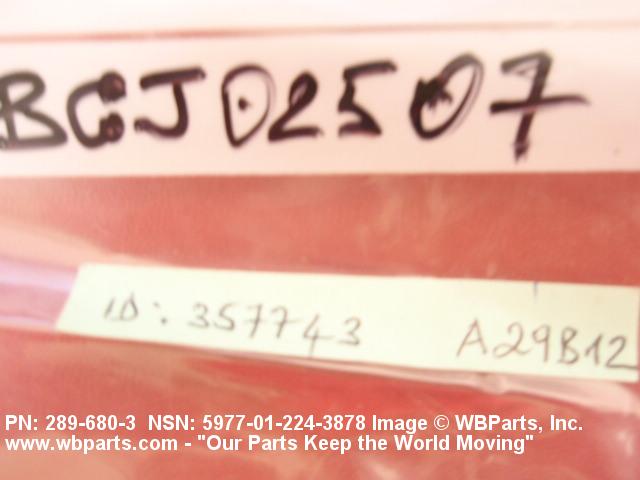 BCJ02507
ID: 357743 A29B12
PN: 289-680-3 NSN: 5977-01-224-3878 Image © WBParts, Inc.
www.wbparts.com - "Our Parts Keep the World Moving"